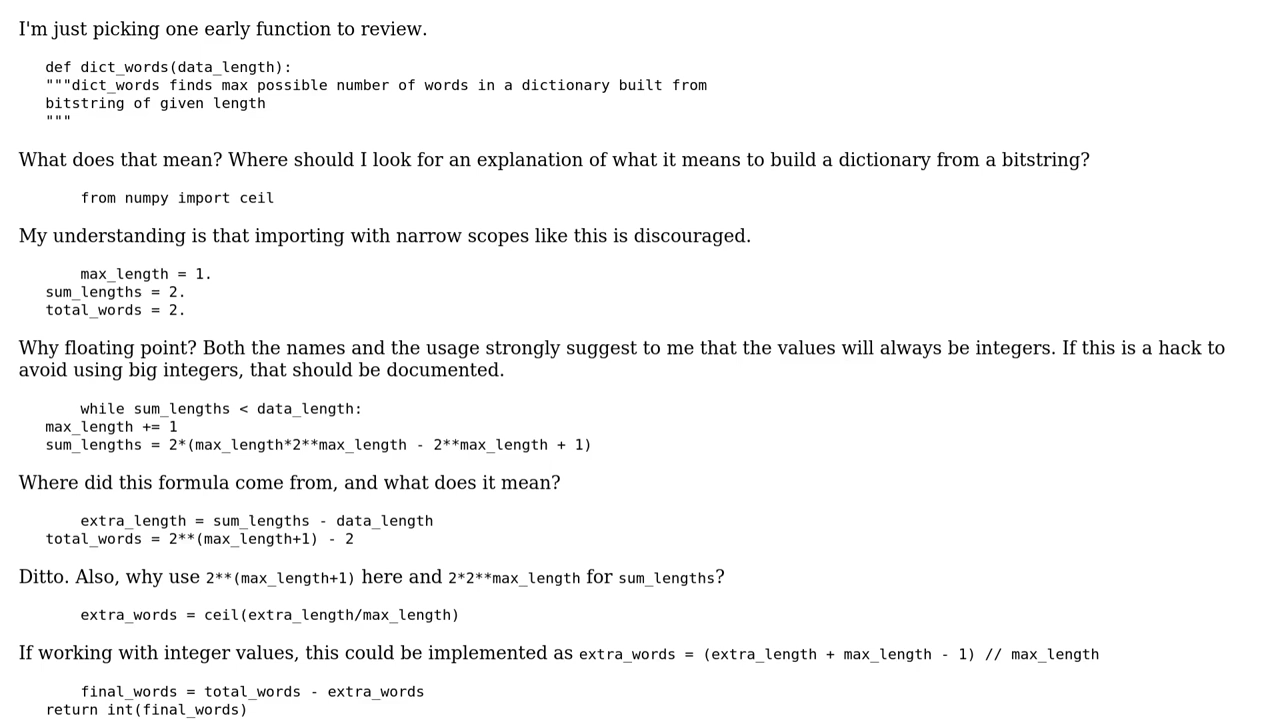 I'm just picking one early function to review.
def dict_words(data_length):
"""dict_words finds max possible number of words in a dictionary built from
bitstring of given length
"""
What does that mean? Where should I look for an explanation of what it means to build a dictionary from a bitstring?
from numpy import ceil
My understanding is that importing with narrow scopes like this is discouraged.
max_length = 1.
sum_lengths = 2.
total_words = 2.
Why floating point? Both the names and the usage strongly suggest to me that the values will always be integers. If this is a hack to
avoid using big integers, that should be documented.
while sum_lengths < data_length:
max_length += 1
sum_lengths = 2*(max_length*2**max_length - 2**max_length + 1)
Where did this formula come from, and what does it mean?
extra_length = sum_lengths - data_length
total_words = 2**(max_length+1) - 2
Ditto. Also, why use 2**(max_length+1) here and 2*2**max_length for sum_lengths?
extra_words = ceil(extra_length/max_length)
If working with integer values, this could be implemented as extra_words = (extra_length + max_length - 1) // max_length
final_words = total_words - extra_words
return int(final_words)